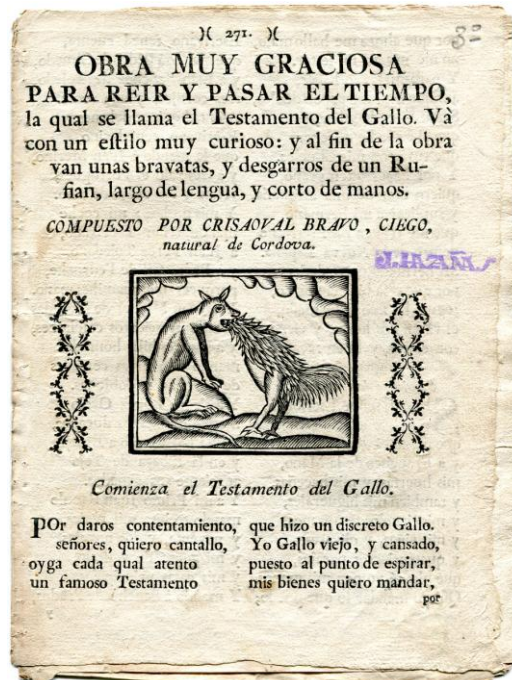 )( 271. )(
OBRA MUY GRACIOSA
PARA REIR Y PASAR EL TIEMPO,
la qual se llama el Testamento del Gallo. Và
con un eſtilo muy curioso: y al fin de la obra
van unas bravatas, y desgarros de un Ru-
fian, largo de lengua, y corto de manos.
COMPUESTO POR CRISAOVAL BRAVO, CIEGO,
natural de Cordova.
Comienza el Testamento del Gallo.
POr daros contentamiento,
señores, quiero cantallo,
oyga cada qual atento
un famoso Testamento
que hizo un discreto Gallo.
Yo Gallo viejo, y cansado,
puesto al punto de espirar,
mis bienes quiero mandar,
por